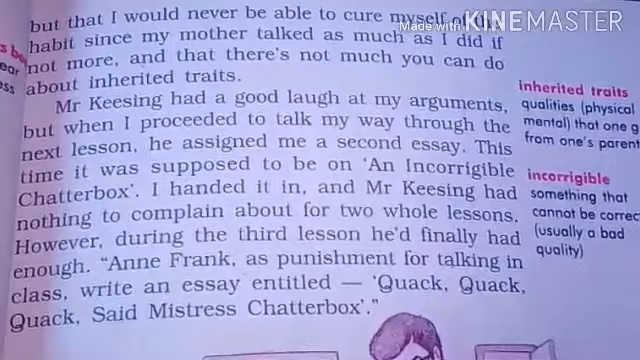 but that I would never be able to cure myself of
habit since my mother talked as much as I did if
not more, and that there's not much you can do
about inherited traits.
Mr Keesing had a good laugh at my arguments,
but when I proceeded to talk my way through the
next lesson, he assigned me a second essay. This
time it was supposed to be on 'An Incorrigible
Chatterbox'. I handed it in, and Mr Keesing had
nothing to complain about for two whole lessons.
However, during the third lesson he'd finally had
enough. "Anne Frank, as punishment for talking in
class, write an essay entitled — 'Quack, Quack,
Quack, Said Mistress Chatterbox'."
inherited traits
qualities (physical
mental) that one g
from one's parent
incorrigible
something that
cannot be correc
(usually a bad
quality)
Made with KINEMASTER